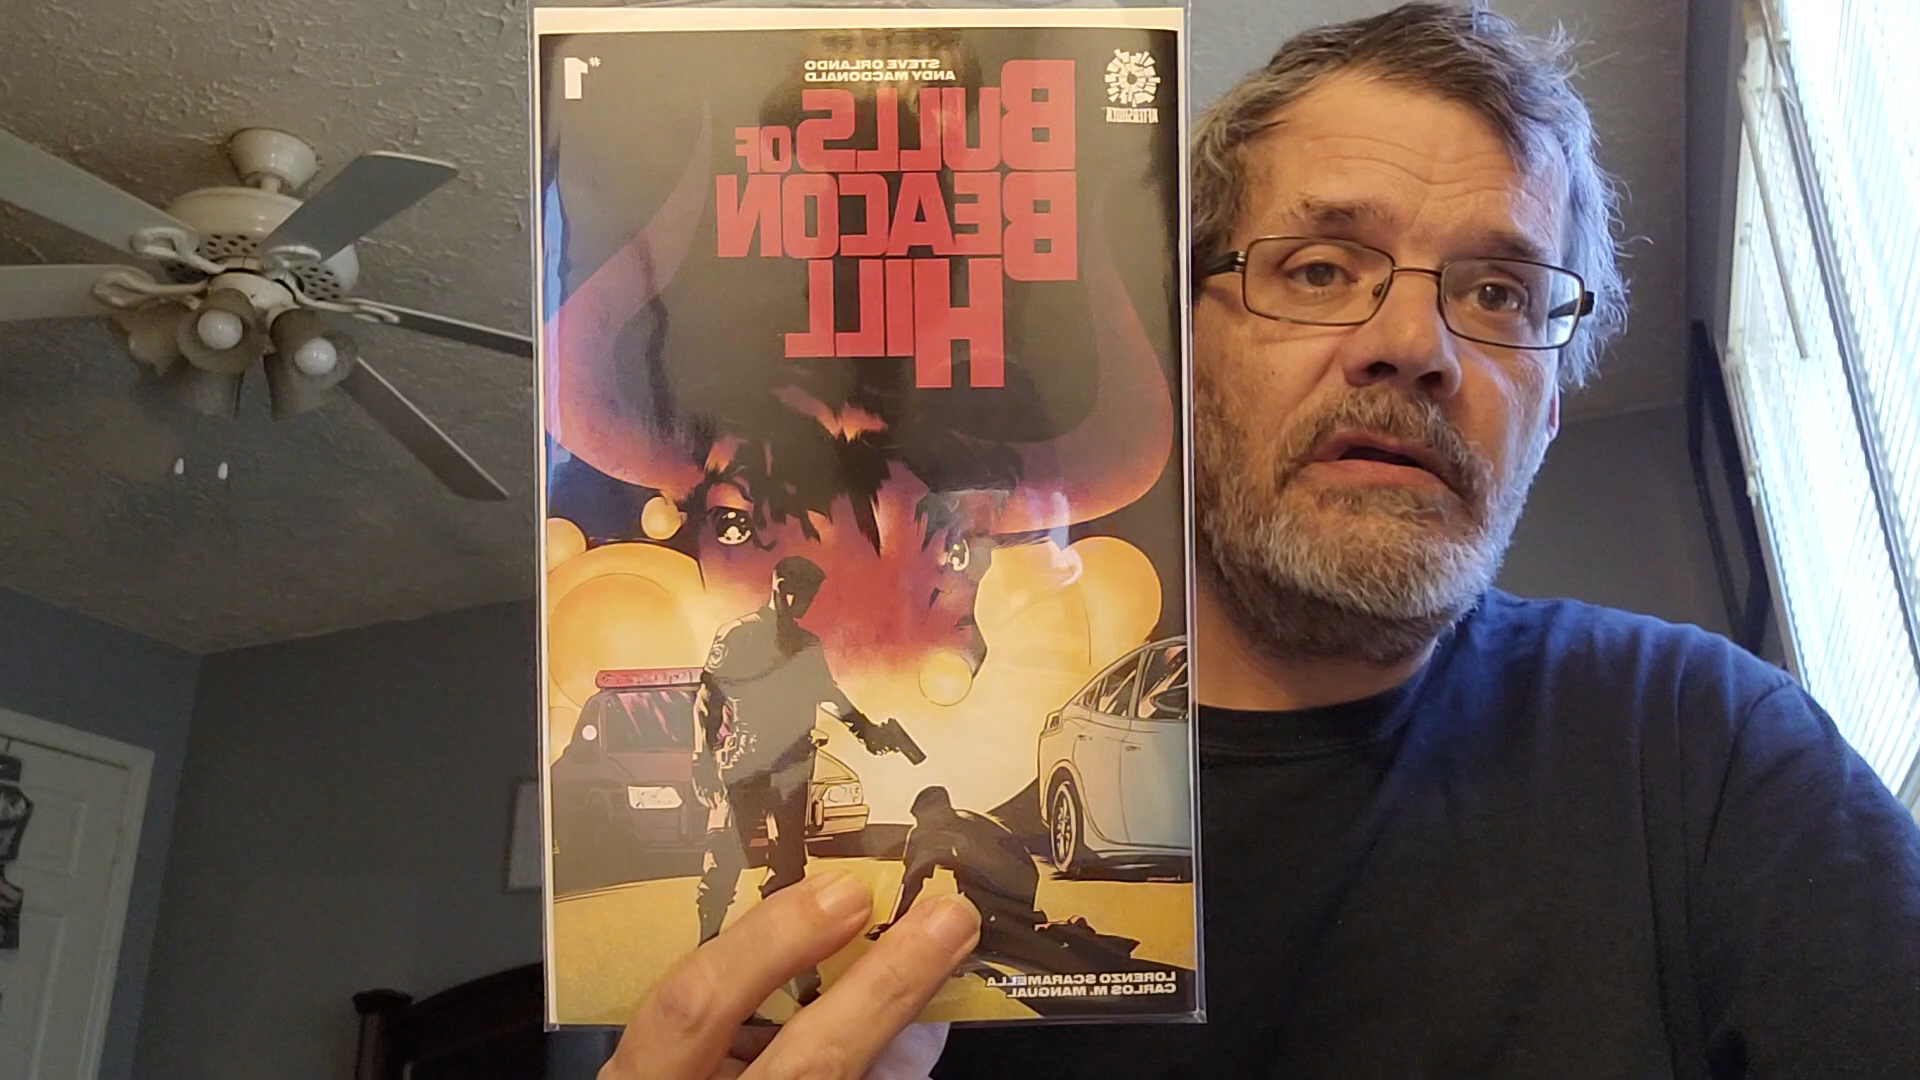 AFTERSHOCK
#1
STEVE ORLANDO
ANDY MACDONALD
BULLS OF
BEACON
HILL
LORENZO SCARAMELLA
CARLOS M. MANGUAL